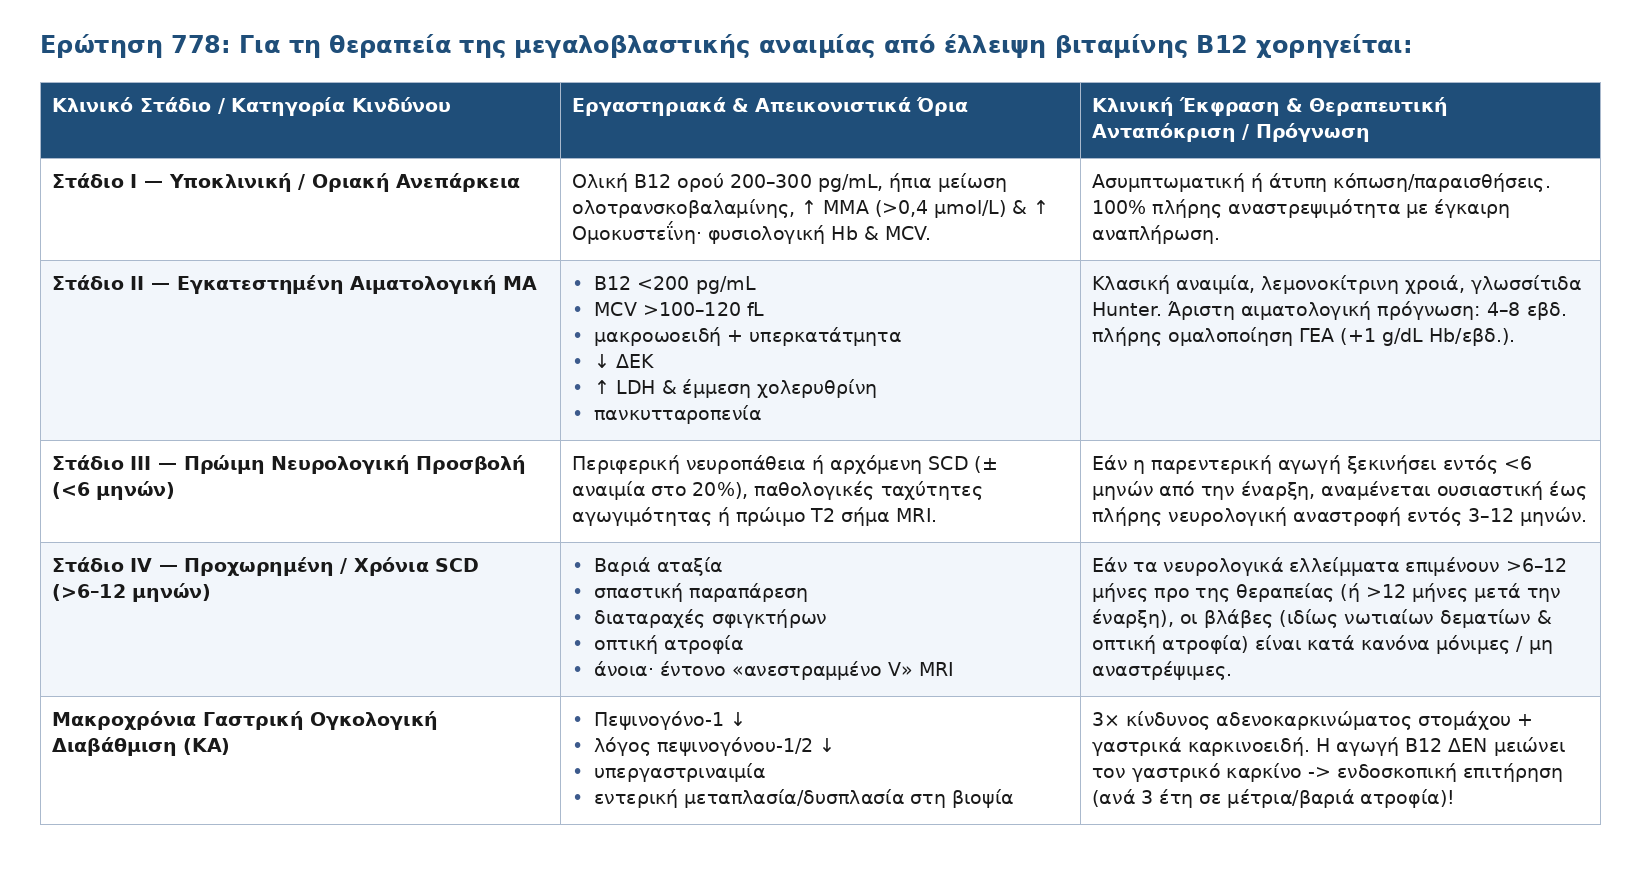 Ερώτηση 778: Για τη θεραπεία της μεγαλοβλαστικής αναιμίας από έλλειψη βιταμίνης Β12 χορηγείται:
Κλινικό Στάδιο / Κατηγορία Κινδύνου
Εργαστηριακά & Απεικονιστικά Όρια
Κλινική Έκφραση & Θεραπευτική
Ανταπόκριση / Πρόγνωση
Στάδιο I — Υποκλινική / Οριακή Ανεπάρκεια
Ολική Β12 ορού 200–300 pg/mL, ήπια μείωση
ολοτρανσκοβαλαμίνης, ↑ MMA (>0,4 μmol/L) & ↑
Ομοκυστεΐνη· φυσιολογική Hb & MCV.
Ασυμπτωματική ή άτυπη κόπωση/παραισθήσεις.
100% πλήρης αναστρεψιμότητα με έγκαιρη
αναπλήρωση.
Στάδιο II — Εγκατεστημένη Αιματολογική ΜΑ
• Β12 <200 pg/mL
• MCV >100–120 fL
• μακροωοειδή + υπερκατάτμητα
• ↓ ΔΕΚ
• ↑ LDH & έμμεση χολερυθρίνη
• πανκυτταροπενία
Κλασική αναιμία, λεμονοκίτρινη χροιά, γλωσσίτιδα
Hunter. Άριστη αιματολογική πρόγνωση: 4–8 εβδ.
πλήρης ομαλοποίηση ΓΕΑ (+1 g/dL Hb/εβδ.).
Στάδιο III — Πρώιμη Νευρολογική Προσβολή
(<6 μηνών)
Περιφερική νευροπάθεια ή αρχόμενη SCD (±
αναιμία στο 20%), παθολογικές ταχύτητες
αγωγιμότητας ή πρώιμο T2 σήμα MRI.
Εάν η παρεντερική αγωγή ξεκινήσει εντός <6
μηνών από την έναρξη, αναμένεται ουσιαστική έως
πλήρης νευρολογική αναστροφή εντός 3–12 μηνών.
Στάδιο IV — Προχωρημένη / Χρόνια SCD
(>6–12 μηνών)
• Βαριά αταξία
• σπαστική παραπάρεση
• διαταραχές σφιγκτήρων
• οπτική ατροφία
• άνοια· έντονο «ανεστραμμένο V» MRI
Εάν τα νευρολογικά ελλείμματα επιμένουν >6–12
μήνες προ της θεραπείας (ή >12 μήνες μετά την
έναρξη), οι βλάβες (ιδίως νωτιαίων δεματίων &
οπτική ατροφία) είναι κατά κανόνα μόνιμες / μη
αναστρέψιμες.
Μακροχρόνια Γαστρική Ογκολογική
Διαβάθμιση (ΚΑ)
• Πεψινογόνο-1 ↓
• λόγος πεψινογόνου-1/2 ↓
• υπεργαστριναιμία
• εντερική μεταπλασία/δυσπλασία στη βιοψία
3× κίνδυνος αδενοκαρκινώματος στομάχου +
γαστρικά καρκινοειδή. Η αγωγή Β12 ΔΕΝ μειώνει
τον γαστρικό καρκίνο -> ενδοσκοπική επιτήρηση
(ανά 3 έτη σε μέτρια/βαριά ατροφία)!